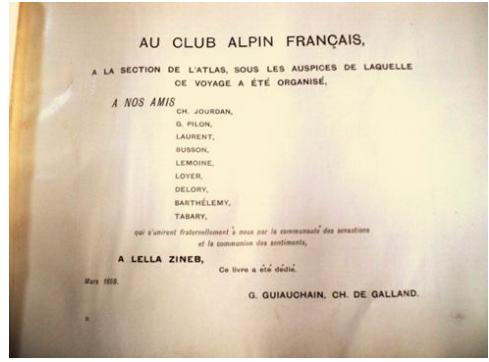 AU CLUB ALPIN FRANÇAIS,
A LA SECTION DE L'ATLAS, SOUS LES AUSPICES DE LAQUELLE
CE VOYAGE A ÉTÉ ORGANISÉ,
A NOS AMIS
CH. JOURDAN,
G. PILON,
LAURENT,
BUSSON,
LEMOINE,
LOYER,
DELORY,
BARTHÉLEMY,
TABARY,
qui s'unirent fraternellement à nous par la communauté des sensations
et la communion des sentiments,
A LELLA ZINEB,
Ce livre a été dédié.
Mars
G. GUIAUCHAIN, CH. DE GALLAND.